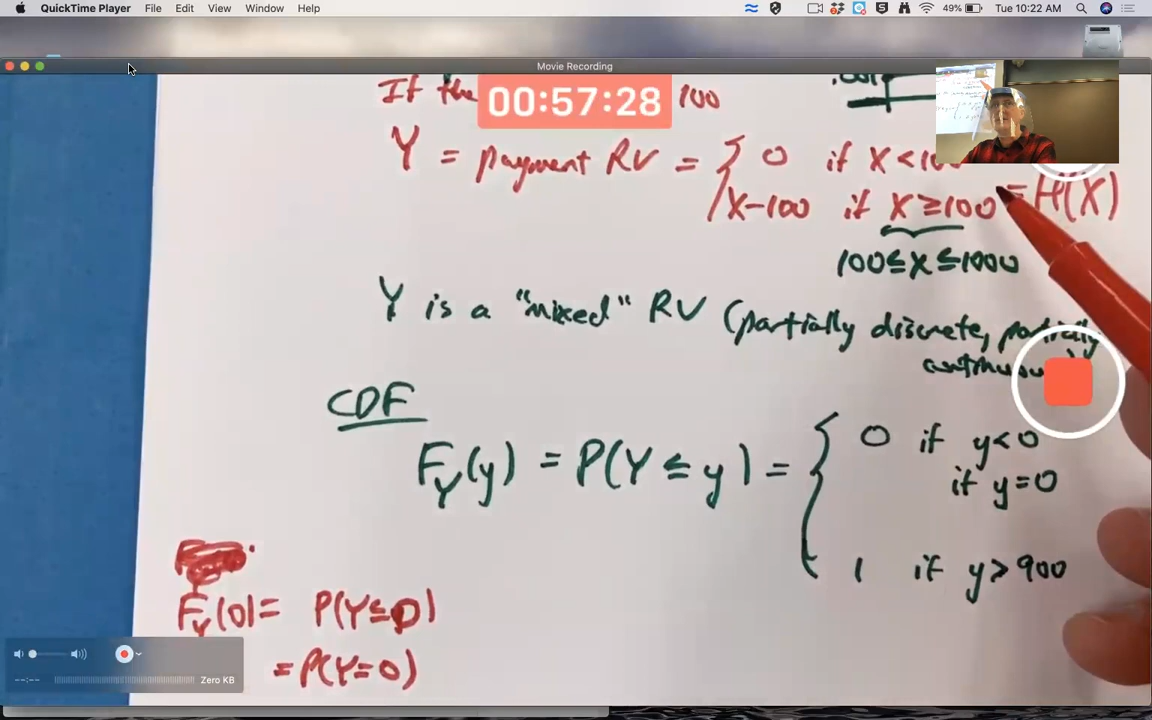 QuickTime Player File Edit View Window Help 49% Tue 10:22 AM
Movie Recording
If the 100
00:57:28
Y = payment RV = { 0 if X < 100
X-100 if X ≥ 100 = H(X)
100 ≤ x ≤ 1000
Y is a "mixed" RV (partially discrete, partially
continuous)
CDF
F_Y(y) = P(Y ≤ y) = { 0 if y < 0
if y = 0
1 if y > 900
F_Y(0) = P(Y ≤ 0)
= P(Y = 0)
--:-- Zero KB